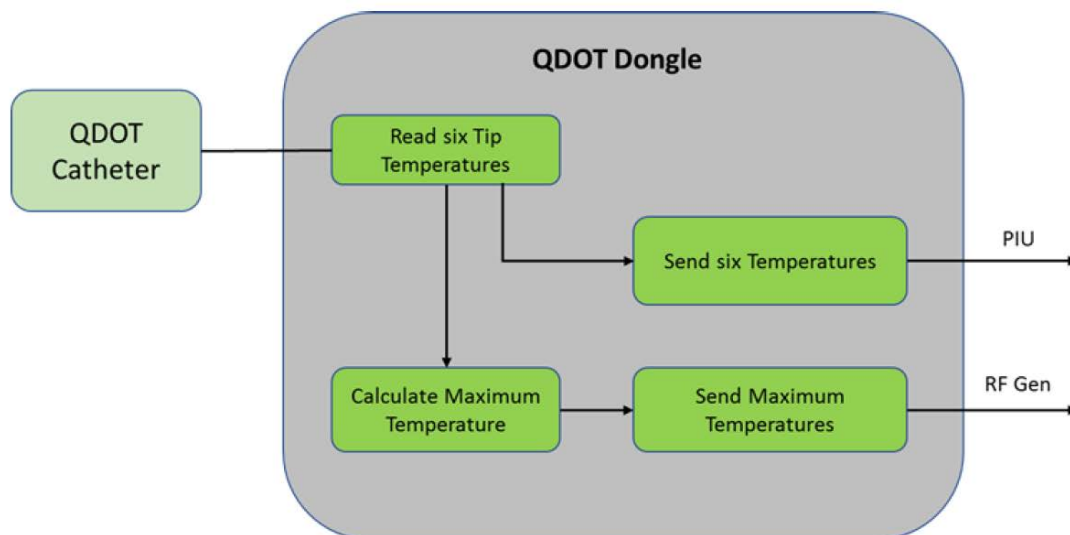 QDOT Dongle
QDOT
Catheter
Read six Tip
Temperatures
Send six Temperatures
PIU
Calculate Maximum
Temperature
Send Maximum
Temperatures
RF Gen